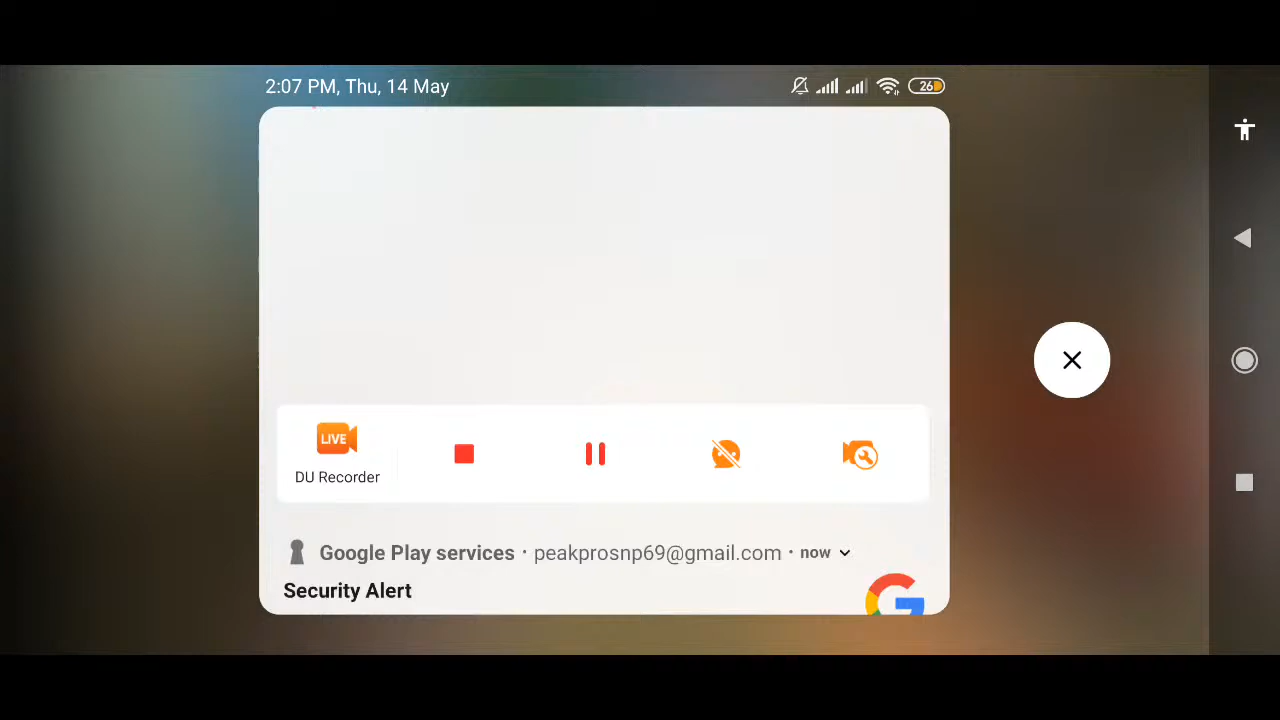 2:07 PM, Thu, 14 May
26
LIVE
DU Recorder
Google Play services · peakprosnp69@gmail.com · now
Security Alert